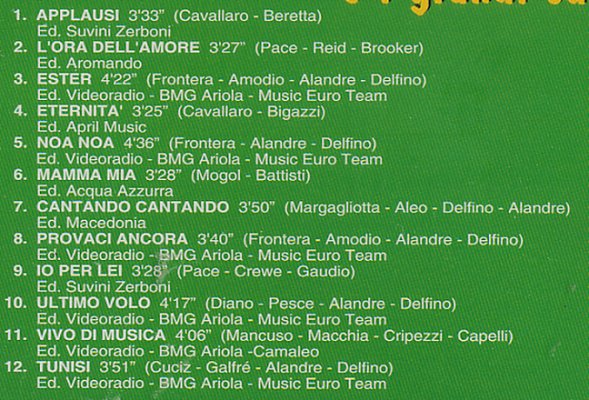 1. APPLAUSI 3'33" (Cavallaro - Beretta)
Ed. Suvini Zerboni
2. L'ORA DELL'AMORE 3'27" (Pace - Reid - Brooker)
Ed. Aromando
3. ESTER 4'22" (Frontera - Amodio - Alandre - Delfino)
Ed. Videoradio - BMG Ariola - Music Euro Team
4. ETERNITA' 3'25" (Cavallaro - Bigazzi)
Ed. April Music
5. NOA NOA 4'36" (Frontera - Alandre - Delfino)
Ed. Videoradio - BMG Ariola - Music Euro Team
6. MAMMA MIA 3'28" (Mogol - Battisti)
Ed. Acqua Azzurra
7. CANTANDO CANTANDO 3'50" (Margagliotta - Aleo - Delfino - Alandre)
Ed. Macedonia
8. PROVACI ANCORA 3'40" (Frontera - Amodio - Alandre - Delfino)
Ed. Videoradio - BMG Ariola - Music Euro Team
9. IO PER LEI 3'28" (Pace - Crewe - Gaudio)
Ed. Suvini Zerboni
10. ULTIMO VOLO 4'17" (Diano - Pesce - Alandre - Delfino)
Ed. Videoradio - BMG Ariola - Music Euro Team
11. VIVO DI MUSICA 4'06" (Mancuso - Macchia - Cripezzi - Capelli)
Ed. Videoradio - BMG Ariola -Camaleo
12. TUNISI 3'51" (Cuciz - Galfré - Alandre - Delfino)
Ed. Videoradio - BMG Ariola - Music Euro Team